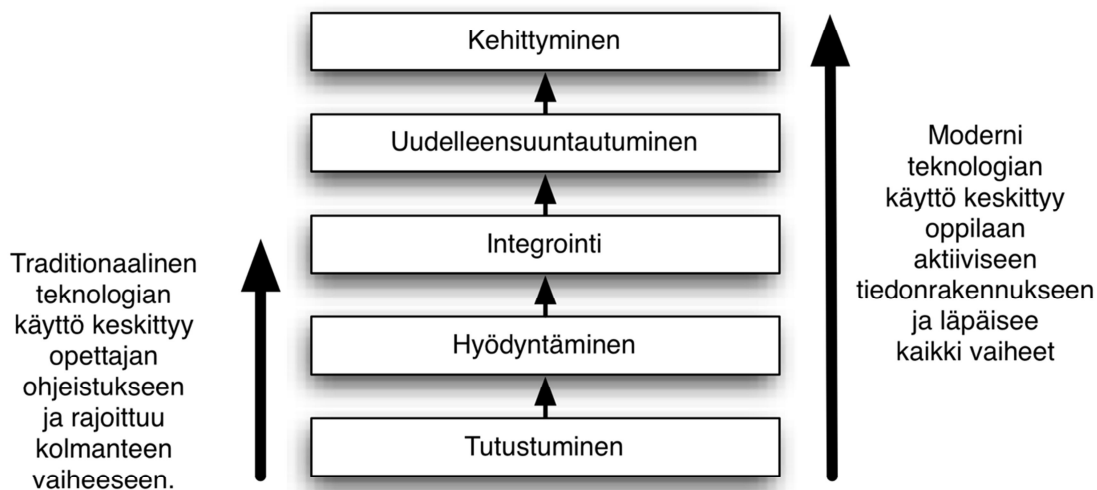 Kehittyminen
Uudelleensuuntautuminen
Integrointi
Hyödyntäminen
Tutustuminen
Traditionaalinen
teknologian
käyttö keskittyy
opettajan
ohjeistukseen
ja rajoittuu
kolmanteen
vaiheeseen.
Moderni
teknologian
käyttö keskittyy
oppilaan
aktiiviseen
tiedonrakennukseen
ja läpäisee
kaikki vaiheet